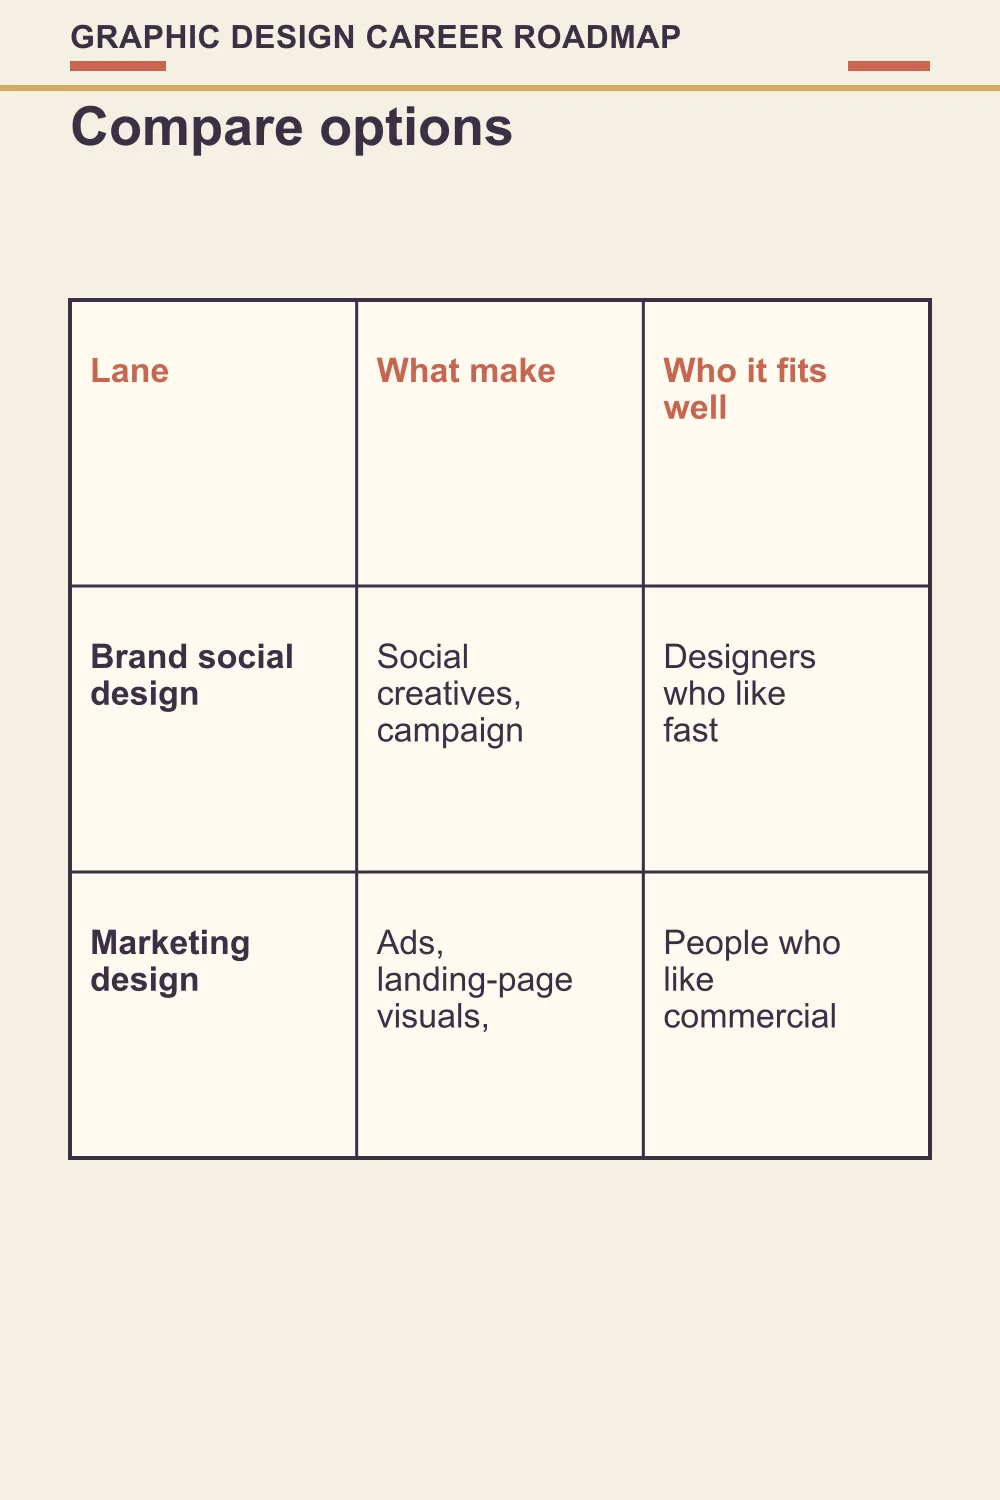 GRAPHIC DESIGN CAREER ROADMAP
Compare options
Lane
What make
Who it fits
well
Brand social
design
Social
creatives,
campaign
Designers
who like
fast
Marketing
design
Ads,
landing-page
visuals,
People who
like
commercial